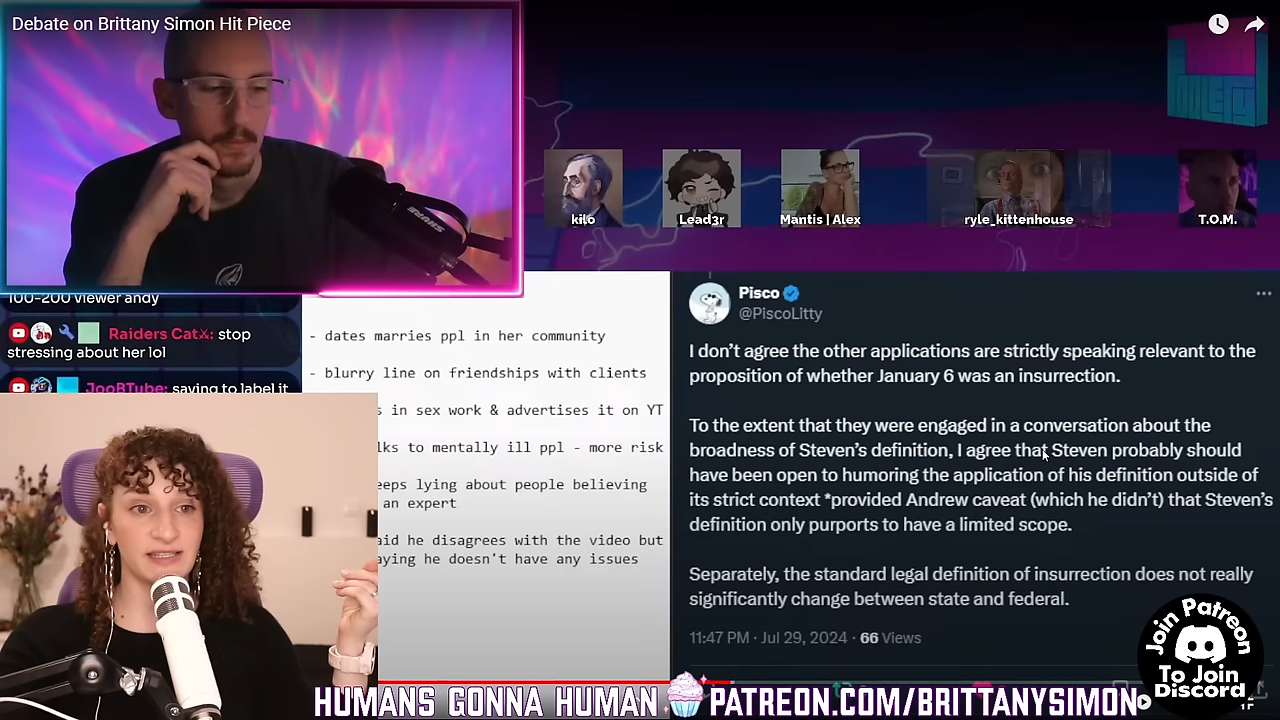 Debate on Brittany Simon Hit Piece
kilo
Lead3r
Mantis | Alex
ryle_kittenhouse
T.O.M.
100-200 viewer andy
Raiders Cat⚔: stop
stressing about her lol
JooBTube: saying to label it
- dates marries ppl in her community
- blurry line on friendships with clients
in sex work & advertises it on YT
to mentally ill ppl - more risk
lying about people believing
an expert
he disagrees with the video but
he doesn't have any issues
Pisco
@PiscoLitty
I don't agree the other applications are strictly speaking relevant to the
proposition of whether January 6 was an insurrection.
To the extent that they were engaged in a conversation about the
broadness of Steven's definition, I agree that Steven probably should
have been open to humoring the application of his definition outside of
its strict context *provided Andrew caveat (which he didn't) that Steven's
definition only purports to have a limited scope.
Separately, the standard legal definition of insurrection does not really
significantly change between state and federal.
11:47 PM · Jul 29, 2024 · 66 Views
SHURE
Join Patreon
To Join
Discord
HUMANS GONNA HUMAN PATREON.COM/BRITTANYSIMON